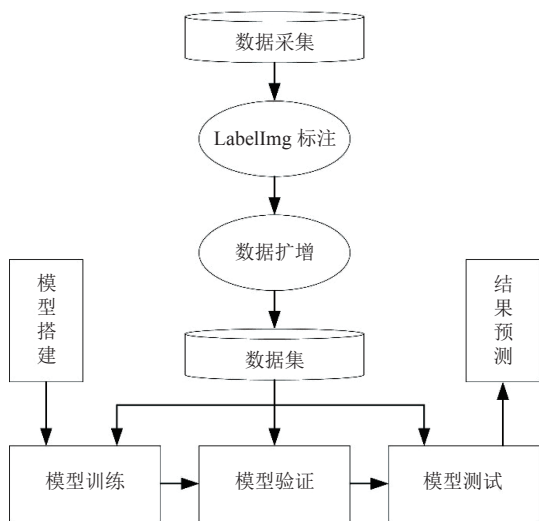 数据采集
LabelImg 标注
数据扩增
模型搭建
数据集
结果预测
模型训练
模型验证
模型测试